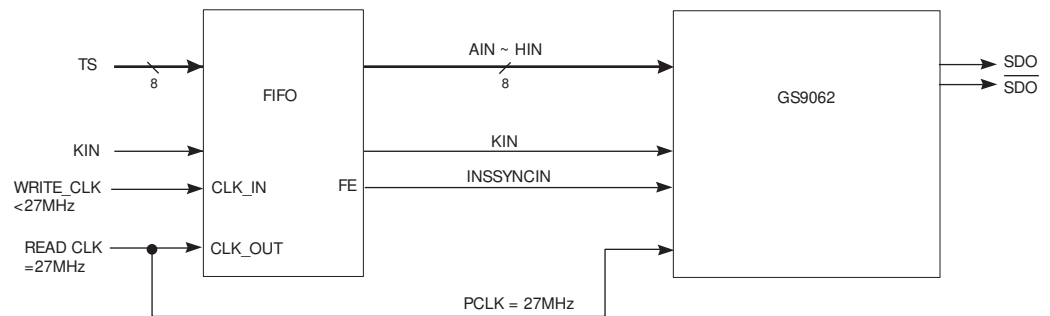 TS
8
KIN
WRITE_CLK
<27MHz
READ CLK
=27MHz
FIFO
CLK_IN
FE
CLK_OUT
AIN ~ HIN
8
KIN
INSSYNCIN
PCLK = 27MHz
GS9062
SDO
SDO